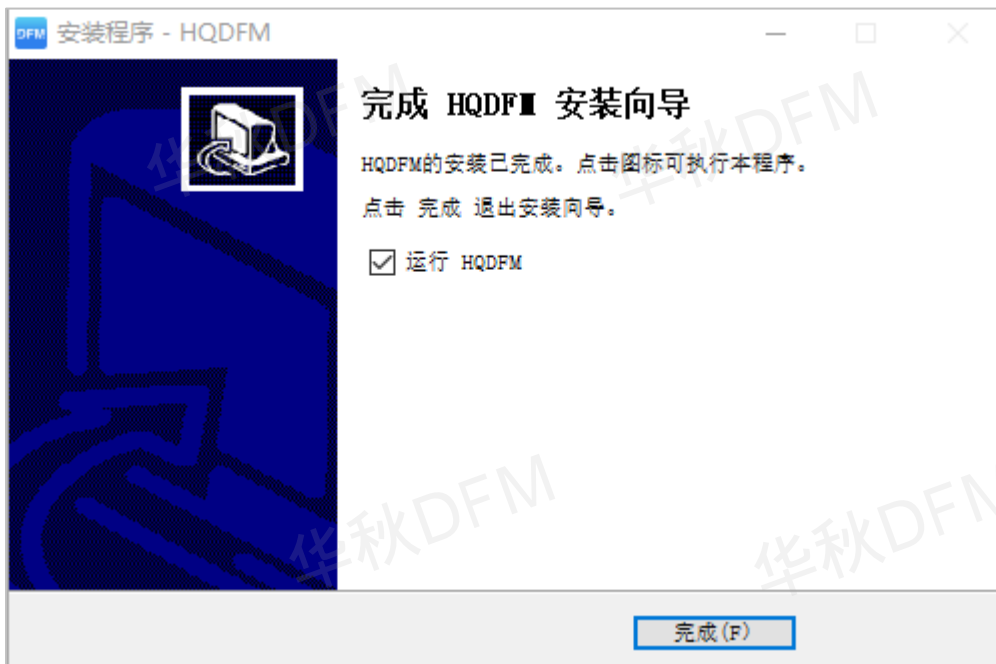 DFM 安装程序 - HQDFM
完成 HQDFM 安装向导
HQDFM的安装已完成。点击图标可执行本程序。
点击 完成 退出安装向导。
运行 HQDFM
完成(F)
华秋DFM
华秋DFM
华秋DFM
华秋DFM